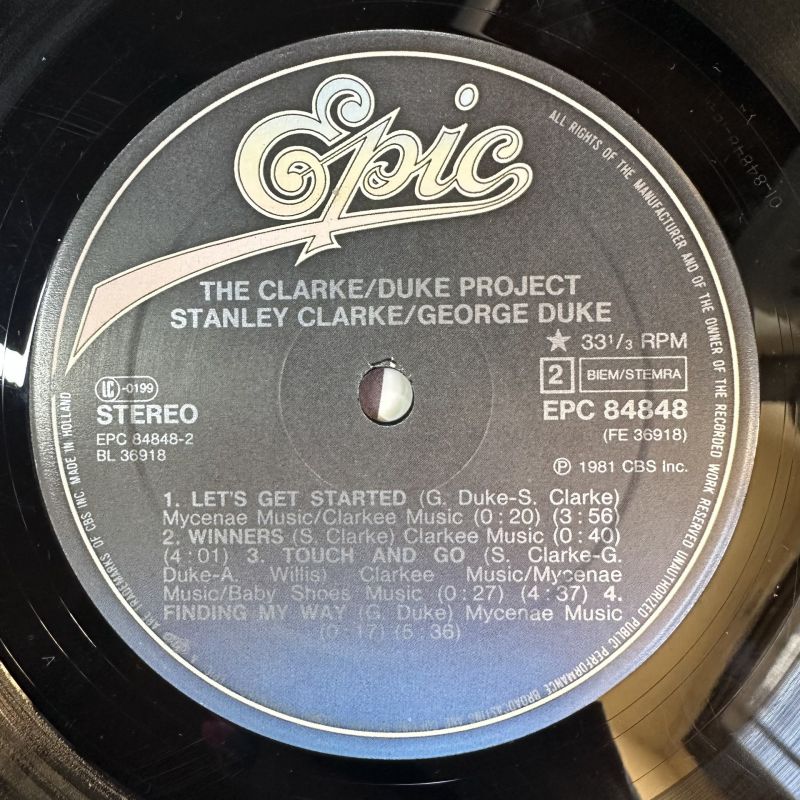 Epic
THE CLARKE/DUKE PROJECT
STANLEY CLARKE/GEORGE DUKE
★ 33 1/3 RPM
LC -0199
2 BIEM/STEMRA
STEREO
EPC 84848
EPC 84848-2
(FE 36918)
BL 36918
℗ 1981 CBS Inc.
1. LET'S GET STARTED (G. Duke-S. Clarke)
Mycenae Music/Clarkee Music (0:20) (3:56)
2. WINNERS (S. Clarke) Clarkee Music (0:40)
(4:01) 3. TOUCH AND GO (S. Clarke-G.
Duke-A. Willis) Clarkee Music/Mycenae
Music/Baby Shoes Music (0:27) (4:37) 4.
FINDING MY WAY (G. Duke) Mycenae Music
(0:17) (5:36)
ALL RIGHTS OF THE MANUFACTURER AND OF THE OWNER OF THE RECORDED WORK RESERVED UNAUTHORIZED PUBLIC PERFORMANCE BROADCASTING AND
ARE TRADEMARKS OF CBS INC. MADE IN HOLLAND